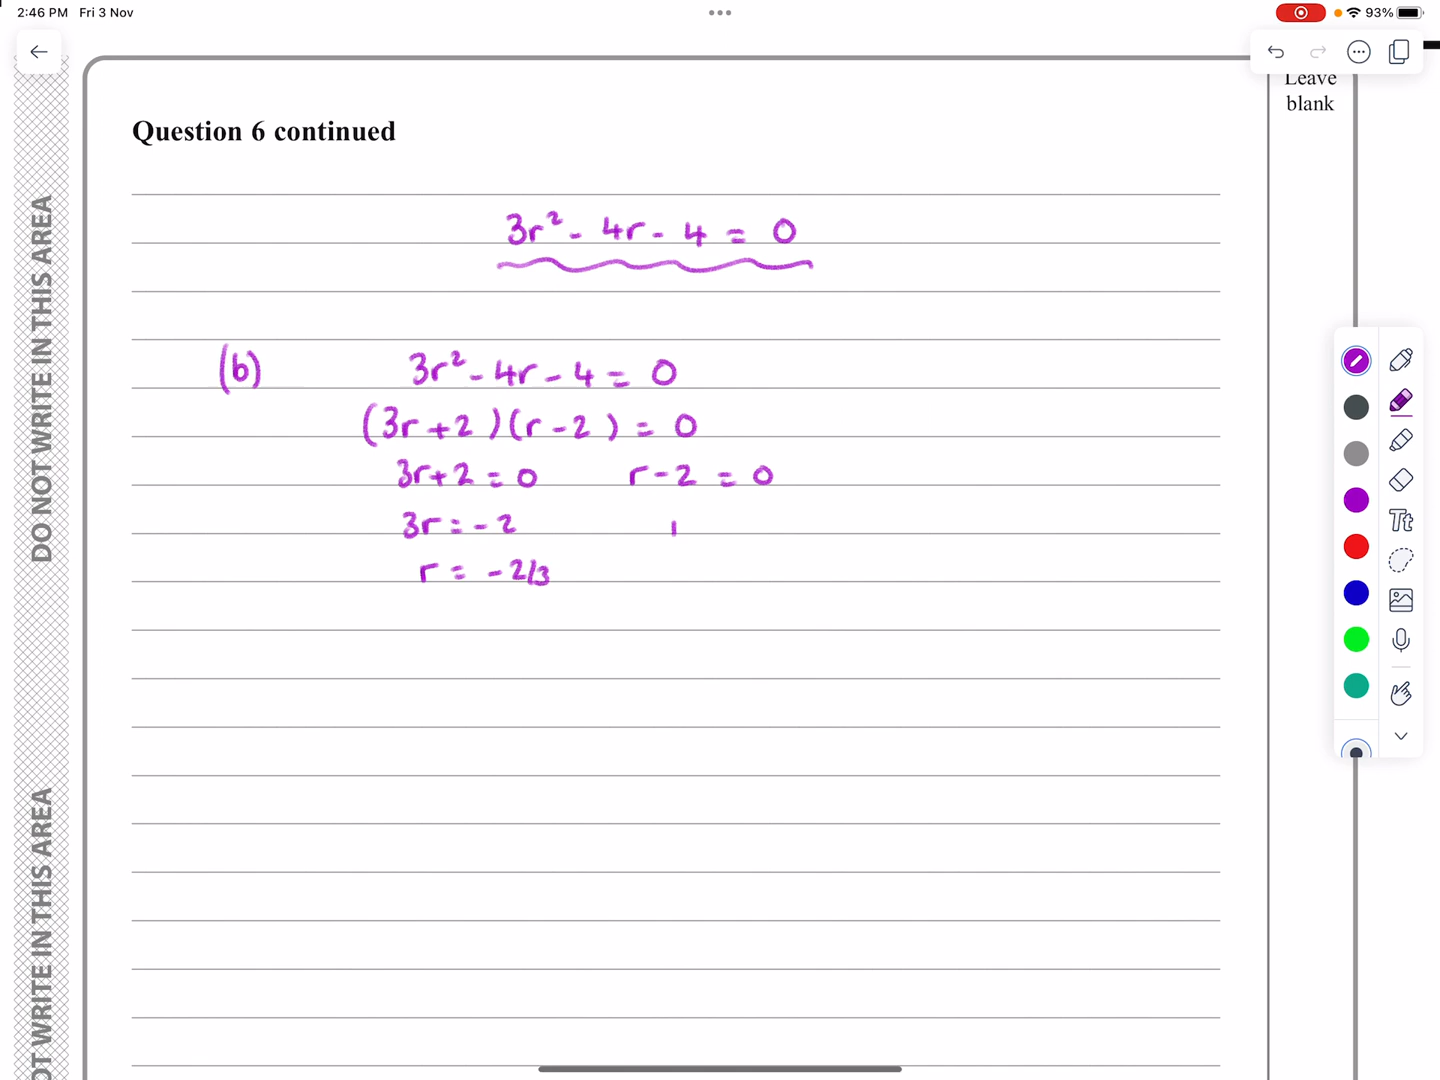 2:46 PM Fri 3 Nov
93%
Leave
blank
Question 6 continued
3r² - 4r - 4 = 0
(b) 3r² - 4r - 4 = 0
(3r + 2)(r - 2) = 0
3r + 2 = 0 r - 2 = 0
3r = - 2
r = - 2/3
DO NOT WRITE IN THIS AREA
OT WRITE IN THIS AREA
Tt